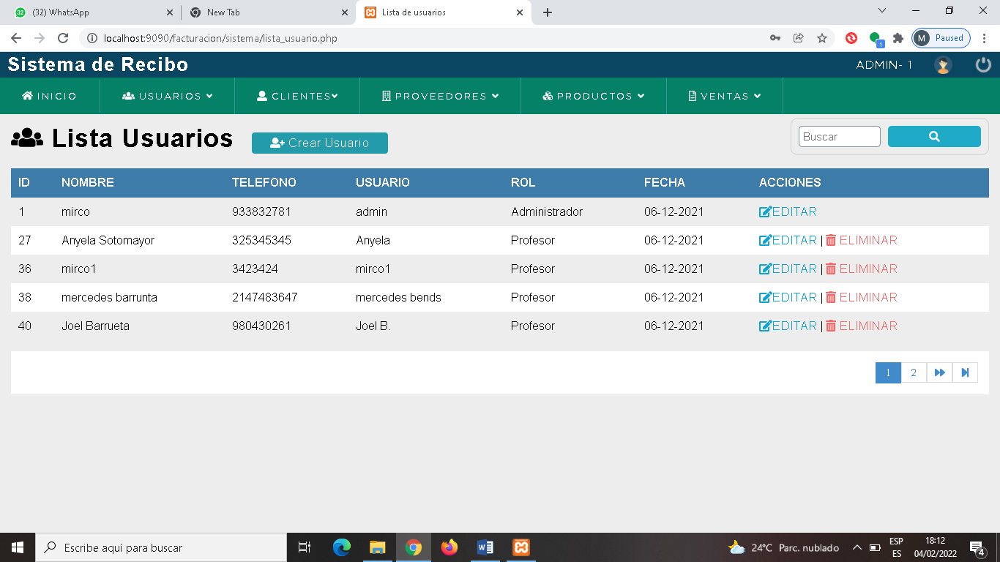 32 (32) WhatsApp New Tab Lista de usuarios
localhost:9090/facturacion/sistema/lista_usuario.php 1 M Paused
Sistema de Recibo ADMIN- 1
INICIO USUARIOS CLIENTES PROVEEDORES PRODUCTOS VENTAS
Lista Usuarios Crear Usuario Buscar
ID NOMBRE TELEFONO USUARIO ROL FECHA ACCIONES
1 mirco 933832781 admin Administrador 06-12-2021 EDITAR
27 Anyela Sotomayor 325345345 Anyela Profesor 06-12-2021 EDITAR | ELIMINAR
36 mirco1 3423424 mirco1 Profesor 06-12-2021 EDITAR | ELIMINAR
38 mercedes barrunta 2147483647 mercedes bends Profesor 06-12-2021 EDITAR | ELIMINAR
40 Joel Barrueta 980430261 Joel B. Profesor 06-12-2021 EDITAR | ELIMINAR
1 2
Escribe aquí para buscar 24°C Parc. nublado ESP 18:12
ES 04/02/2022 4